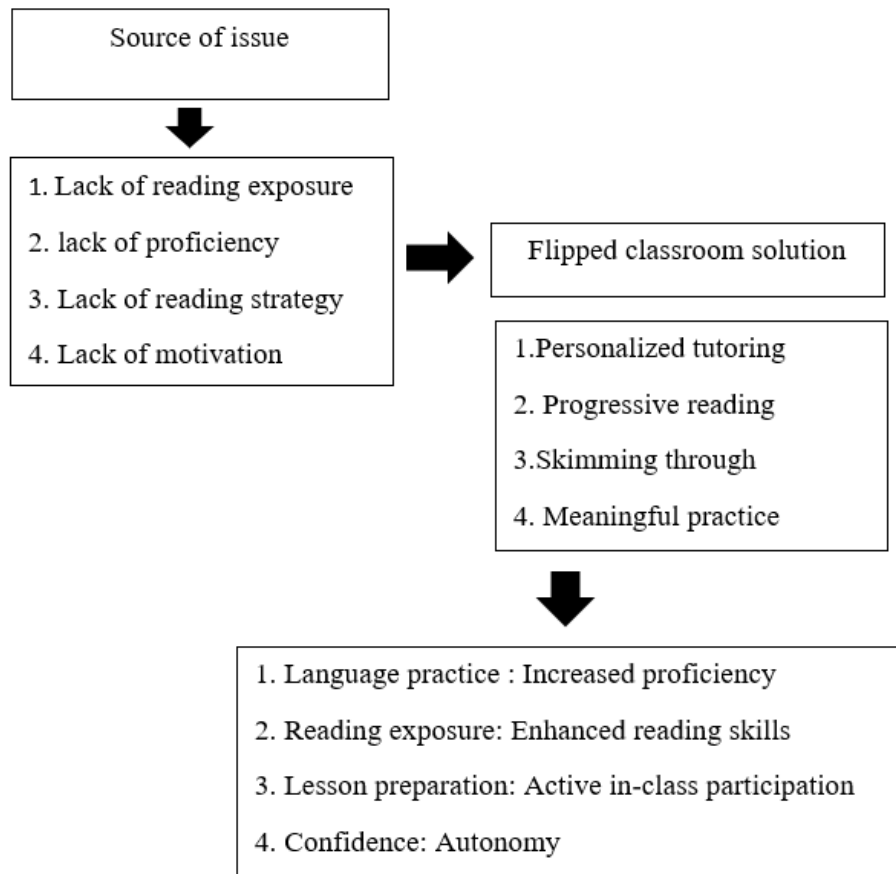 Source of issue
1. Lack of reading exposure
2. lack of proficiency
3. Lack of reading strategy
4. Lack of motivation
Flipped classroom solution
1.Personalized tutoring
2. Progressive reading
3.Skimming through
4. Meaningful practice
1. Language practice : Increased proficiency
2. Reading exposure: Enhanced reading skills
3. Lesson preparation: Active in-class participation
4. Confidence: Autonomy